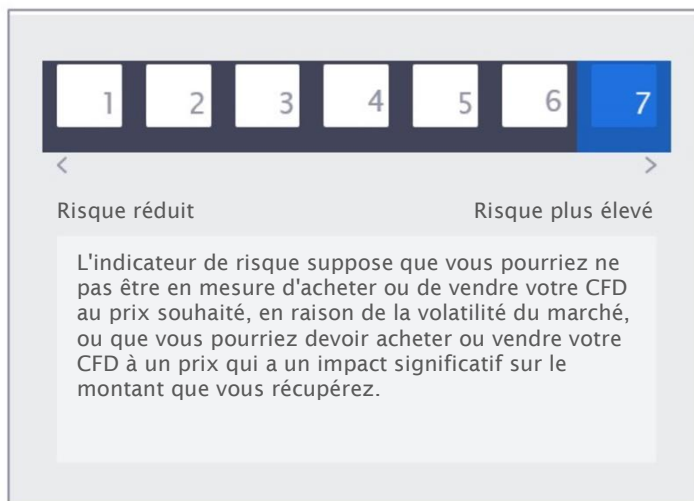 1 2 3 4 5 6 7
< >
Risque réduit Risque plus élevé
L'indicateur de risque suppose que vous pourriez ne
pas être en mesure d'acheter ou de vendre votre CFD
au prix souhaité, en raison de la volatilité du marché,
ou que vous pourriez devoir acheter ou vendre votre
CFD à un prix qui a un impact significatif sur le
montant que vous récupérez.